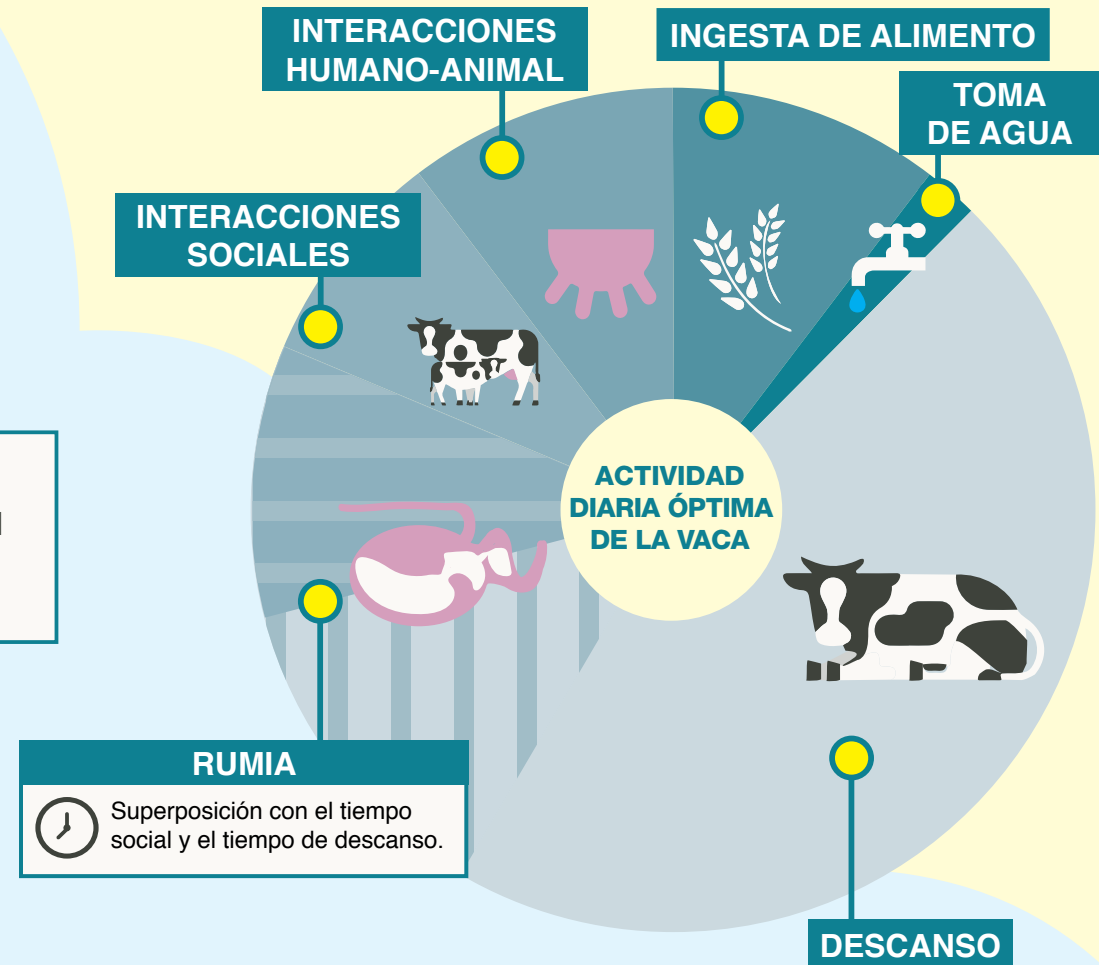 INTERACCIONES
HUMANO-ANIMAL
INGESTA DE ALIMENTO
TOMA
DE AGUA
INTERACCIONES
SOCIALES
ACTIVIDAD
DIARIA ÓPTIMA
DE LA VACA
RUMIA
Superposición con el tiempo
social y el tiempo de descanso.
DESCANSO